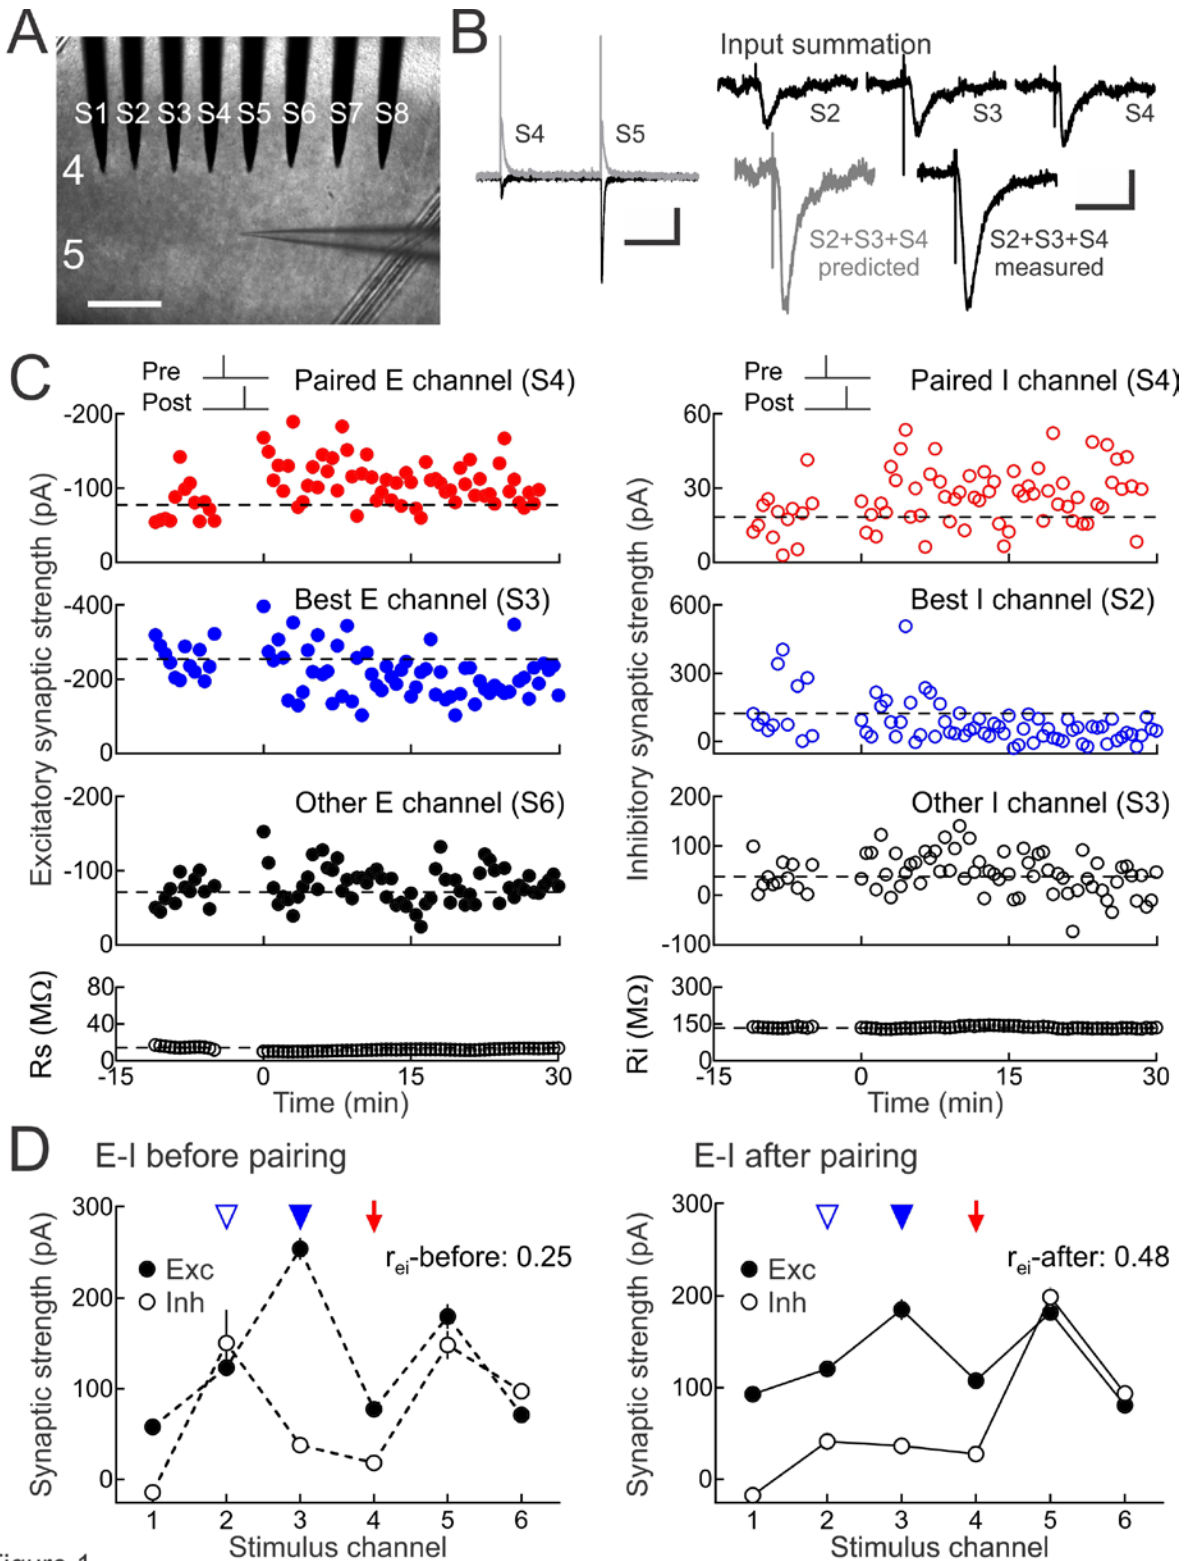 A
S1 S2 S3 S4 S5 S6 S7 S8
4
5
B
S4
S5
Input summation
S2
S3
S4
S2+S3+S4
predicted
S2+S3+S4
measured
C
Pre
Post
Paired E channel (S4)
Excitatory synaptic strength (pA)
-200
-100
0
Best E channel (S3)
-400
-200
0
Other E channel (S6)
-200
-100
0
Rs (MΩ)
80
40
0
-15 0 15 30
Time (min)
Pre
Post
Paired I channel (S4)
Inhibitory synaptic strength (pA)
60
30
0
Best I channel (S2)
600
300
0
Other I channel (S3)
200
100
0
-100
Ri (MΩ)
300
150
0
-15 0 15 30
Time (min)
D
E-I before pairing
Synaptic strength (pA)
300
200
100
0
Exc
Inh
rei-before: 0.25
1 2 3 4 5 6
Stimulus channel
E-I after pairing
Synaptic strength (pA)
300
200
100
0
Exc
Inh
rei-after: 0.48
1 2 3 4 5 6
Stimulus channel